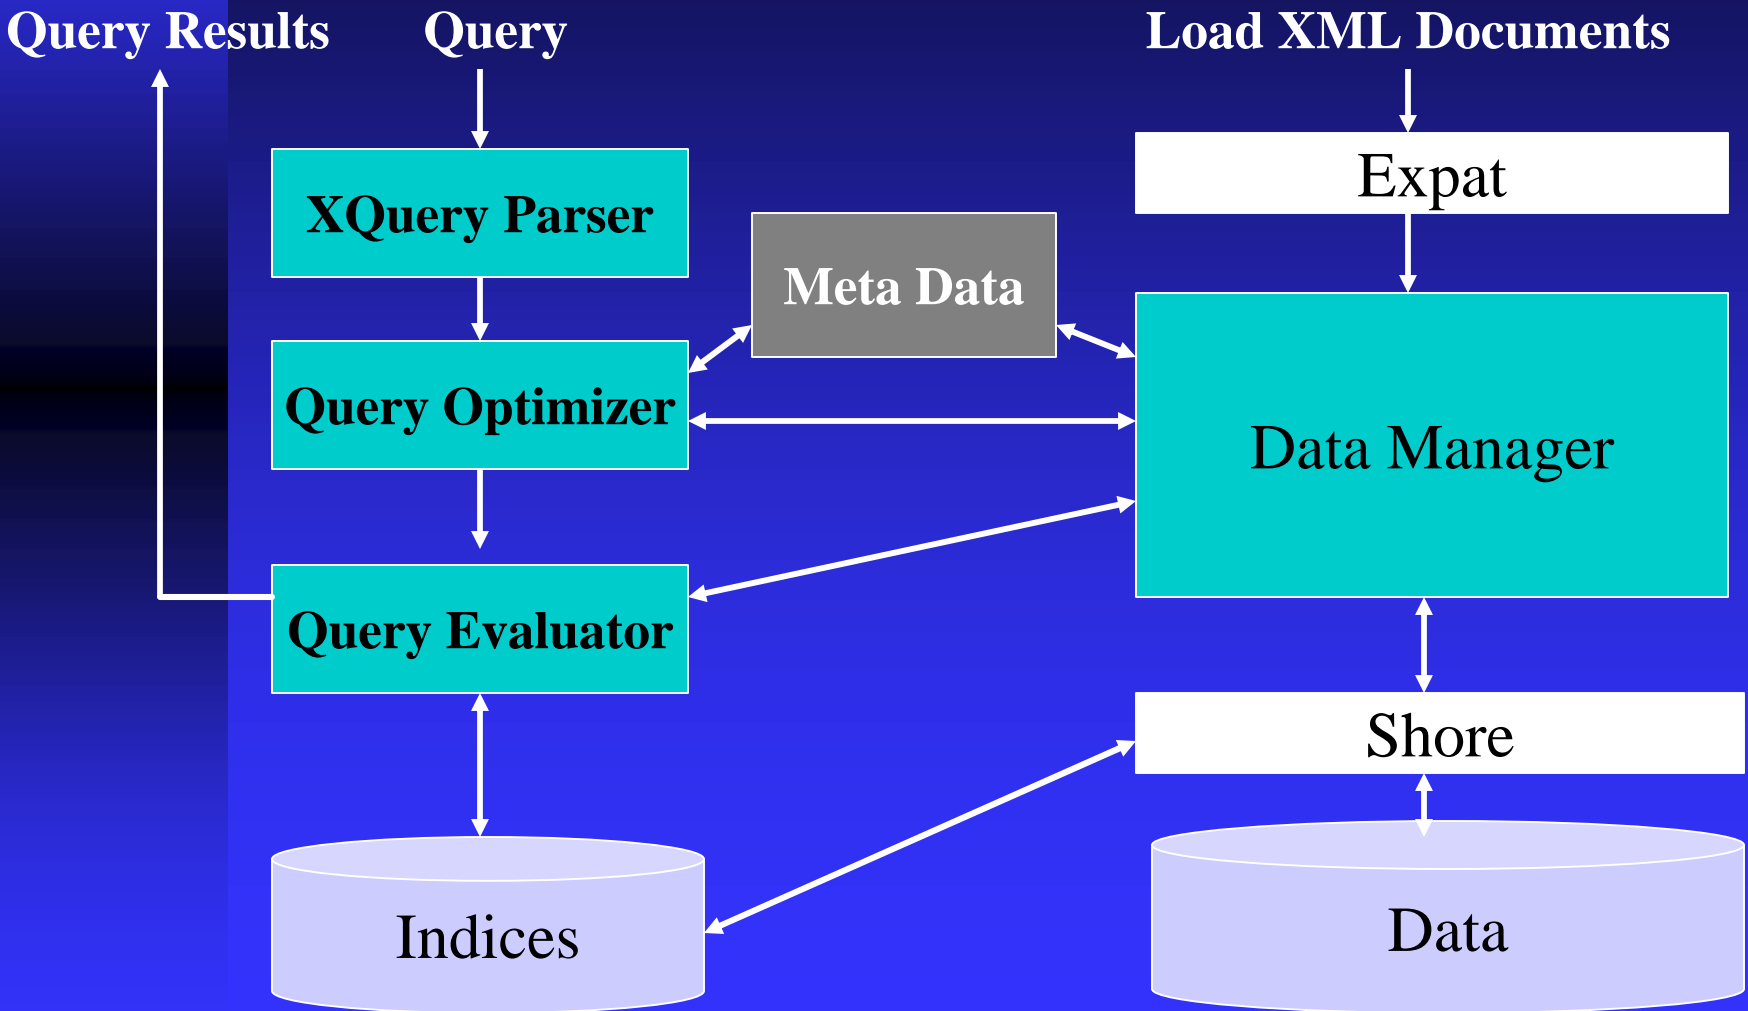 Query Results
Query
Load XML Documents
Expat
XQuery Parser
Meta Data
Query Optimizer
Data Manager
Query Evaluator
Shore
Indices
Data